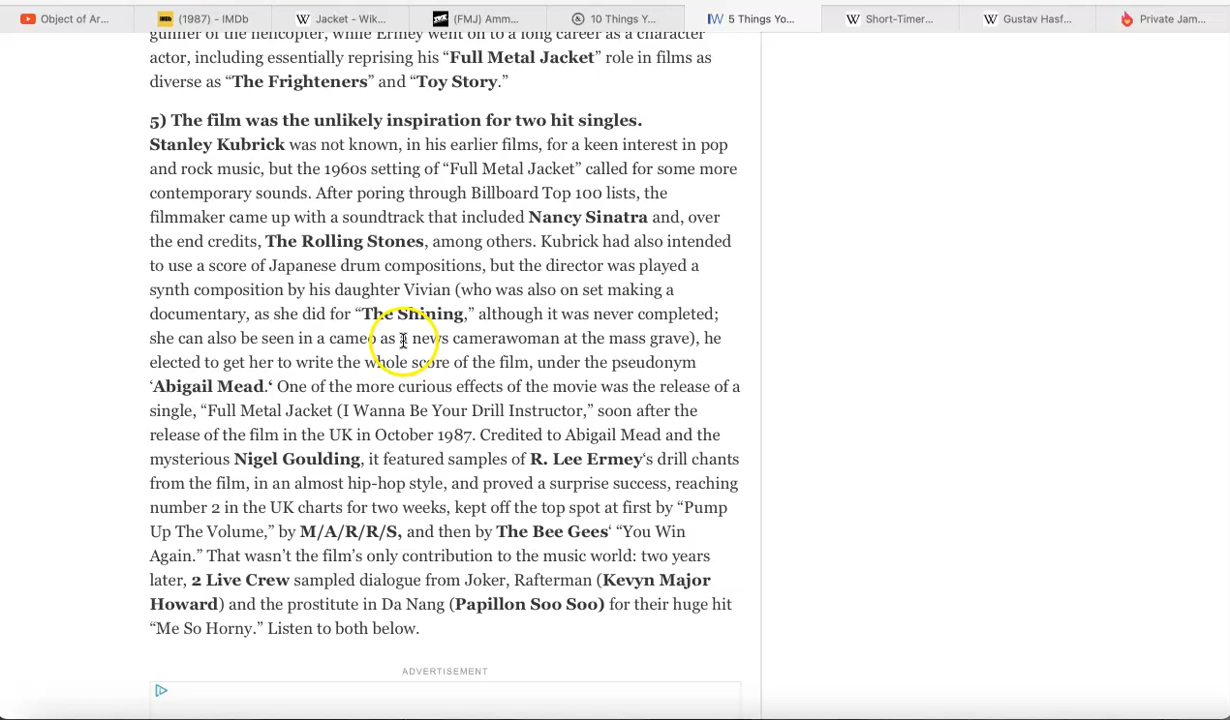 Object of Ar...
(1987) - IMDb
Jacket - Wik...
(FMJ) Amm...
10 Things Y...
5 Things Yo...
Short-Timer...
Gustav Hasf...
Private Jam...
gunner of the helicopter, while Ermey went on to a long career as a character
actor, including essentially reprising his “Full Metal Jacket” role in films as
diverse as “The Frighteners” and “Toy Story.”
5) The film was the unlikely inspiration for two hit singles.
Stanley Kubrick was not known, in his earlier films, for a keen interest in pop
and rock music, but the 1960s setting of “Full Metal Jacket” called for some more
contemporary sounds. After poring through Billboard Top 100 lists, the
filmmaker came up with a soundtrack that included Nancy Sinatra and, over
the end credits, The Rolling Stones, among others. Kubrick had also intended
to use a score of Japanese drum compositions, but the director was played a
synth composition by his daughter Vivian (who was also on set making a
documentary, as she did for “The Shining,” although it was never completed;
she can also be seen in a cameo as a news camerawoman at the mass grave), he
elected to get her to write the whole score of the film, under the pseudonym
‘Abigail Mead.‘ One of the more curious effects of the movie was the release of a
single, “Full Metal Jacket (I Wanna Be Your Drill Instructor,” soon after the
release of the film in the UK in October 1987. Credited to Abigail Mead and the
mysterious Nigel Goulding, it featured samples of R. Lee Ermey‘s drill chants
from the film, in an almost hip-hop style, and proved a surprise success, reaching
number 2 in the UK charts for two weeks, kept off the top spot at first by “Pump
Up The Volume,” by M/A/R/R/S, and then by The Bee Gees‘ “You Win
Again.” That wasn’t the film’s only contribution to the music world: two years
later, 2 Live Crew sampled dialogue from Joker, Rafterman (Kevyn Major
Howard) and the prostitute in Da Nang (Papillon Soo Soo) for their huge hit
“Me So Horny.” Listen to both below.
ADVERTISEMENT